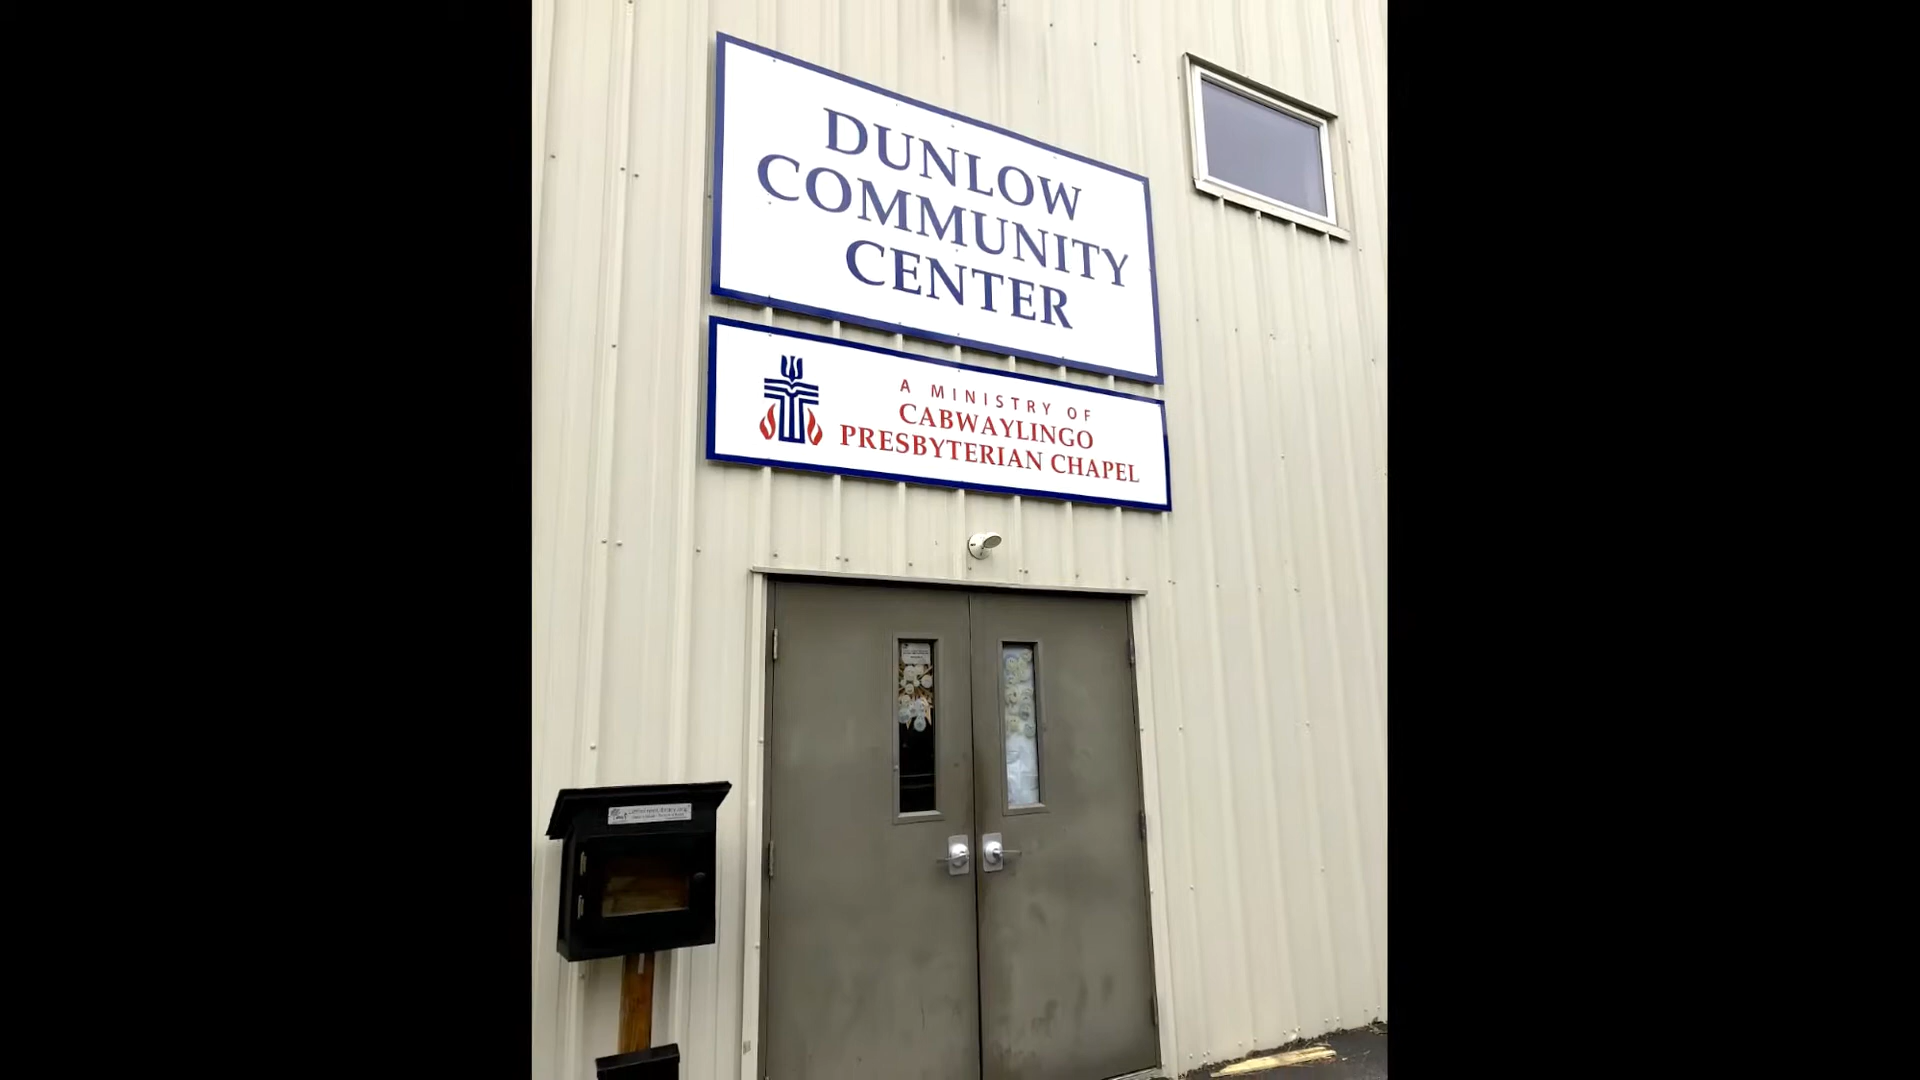 DUNLOW
COMMUNITY
CENTER
A MINISTRY OF
CABWAYLINGO
PRESBYTERIAN CHAPEL